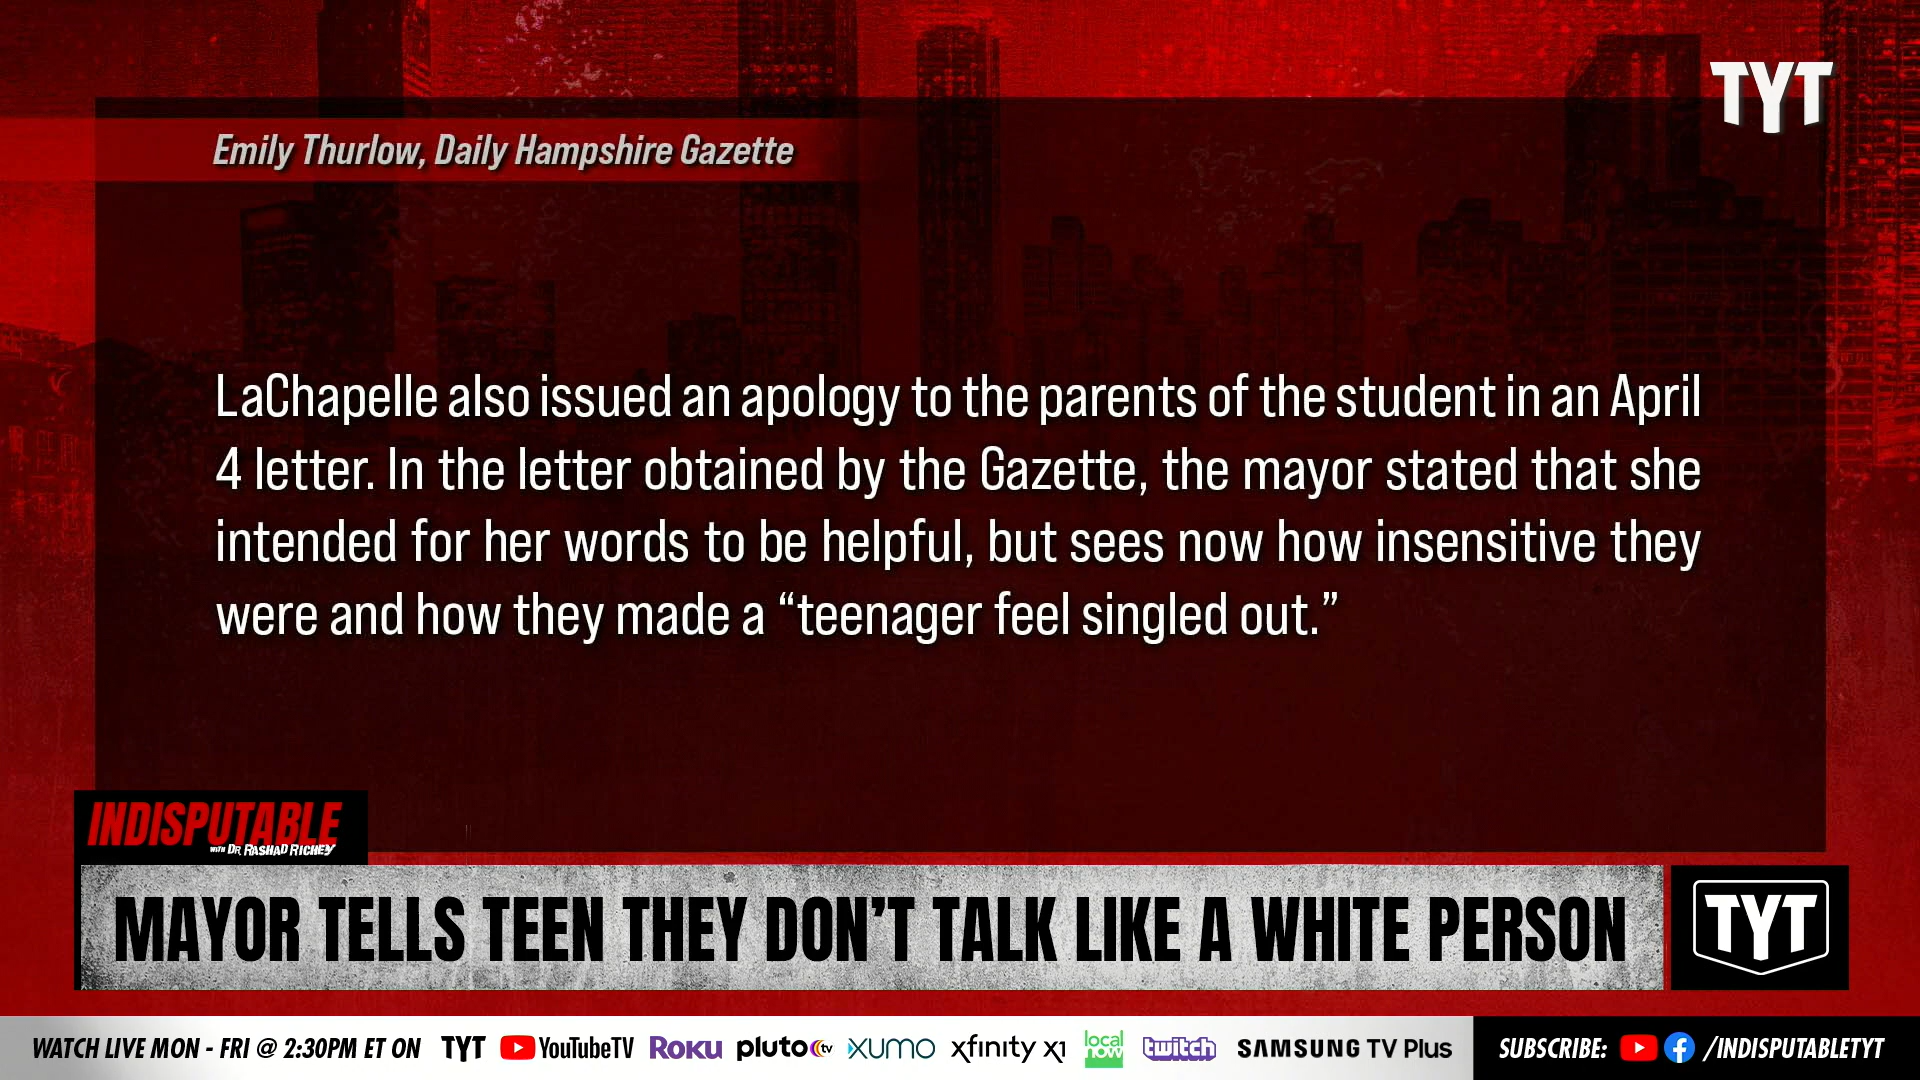 TYT
Emily Thurlow, Daily Hampshire Gazette
LaChapelle also issued an apology to the parents of the student in an April
4 letter. In the letter obtained by the Gazette, the mayor stated that she
intended for her words to be helpful, but sees now how insensitive they
were and how they made a “teenager feel singled out.”
INDISPUTABLE
WITH DR RASHAD RICHEY
MAYOR TELLS TEEN THEY DON’T TALK LIKE A WHITE PERSON
TYT
WATCH LIVE MON - FRI @ 2:30PM ET ON TYT YouTubeTV ROKU pluto tv XUMO xfinity X1 local now twitch SAMSUNG TV Plus SUBSCRIBE: /INDISPUTABLETYT